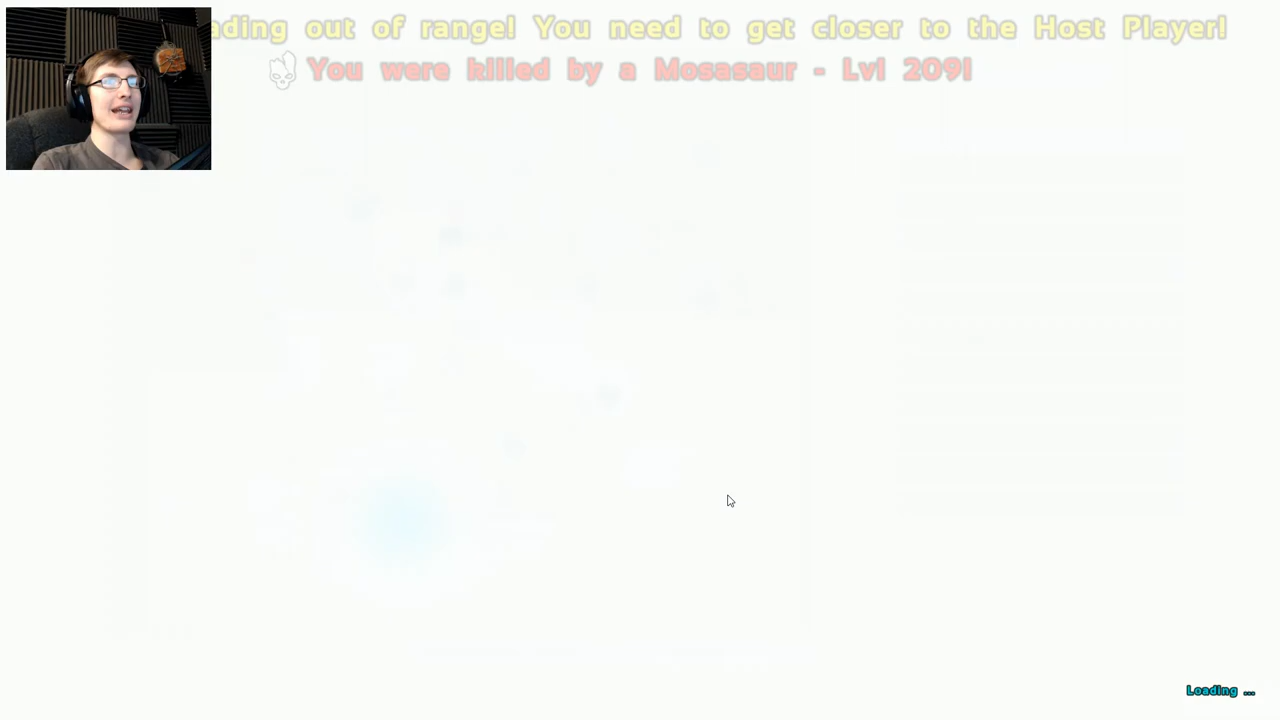 out of range! You need to get closer to the Host Player!
You were killed by a Mosasaur - Lvl 209!
Loading ...